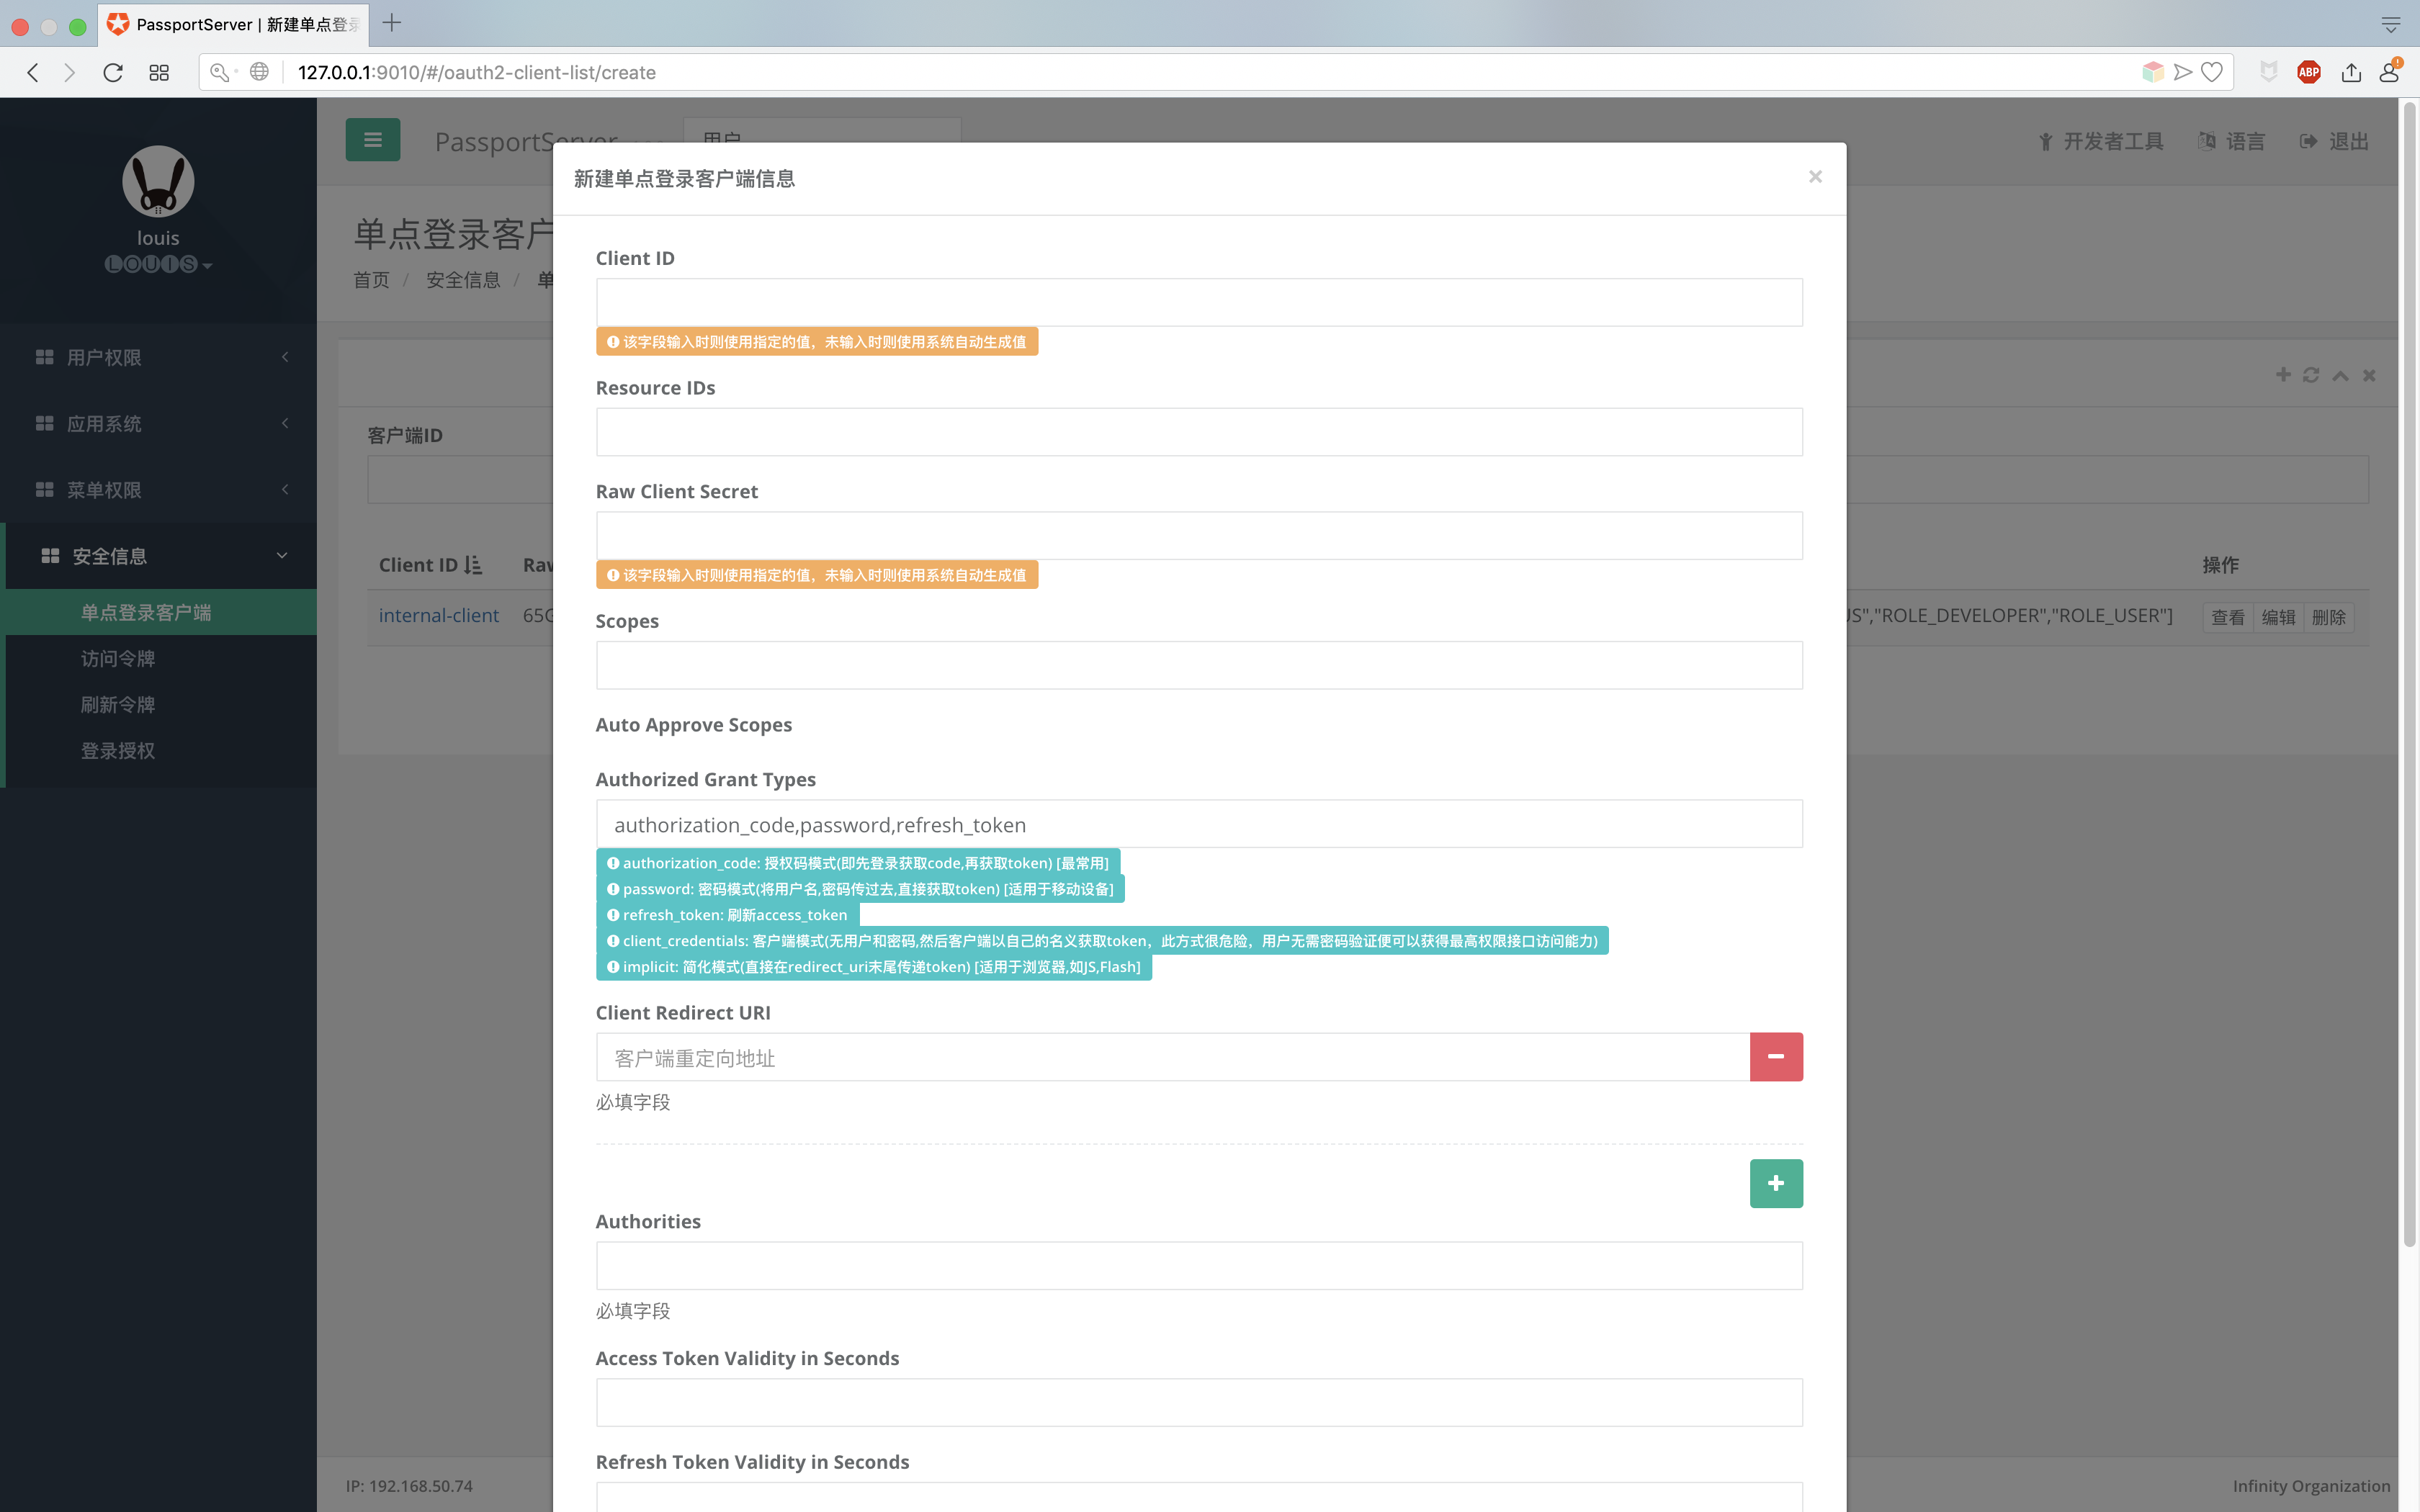 PassportServer | 新建单点登录
127.0.0.1:9010/#/oauth2-client-list/create
ABP
louis
LOUIS
用户权限
应用系统
菜单权限
安全信息
单点登录客户端
访问令牌
刷新令牌
登录授权
PassportServer
用户
开发者工具
语言
退出
单点登录客户
首页 / 安全信息 / 单
客户端ID
Client ID
操作
internal-client
"ROLE_DEVELOPER","ROLE_USER"]
查看 编辑 删除
新建单点登录客户端信息
×
Client ID
该字段输入时则使用指定的值，未输入时则使用系统自动生成值
Resource IDs
Raw Client Secret
该字段输入时则使用指定的值，未输入时则使用系统自动生成值
Scopes
Auto Approve Scopes
Authorized Grant Types
authorization_code,password,refresh_token
authorization_code: 授权码模式(即先登录获取code,再获取token) [最常用]
password: 密码模式(将用户名,密码传过去,直接获取token) [适用于移动设备]
refresh_token: 刷新access_token
client_credentials: 客户端模式(无用户和密码,然后客户端以自己的名义获取token，此方式很危险，用户无需密码验证便可以获得最高权限接口访问能力)
implicit: 简化模式(直接在redirect_uri末尾传递token) [适用于浏览器,如JS,Flash]
Client Redirect URI
客户端重定向地址
必填字段
Authorities
必填字段
Access Token Validity in Seconds
Refresh Token Validity in Seconds
IP: 192.168.50.74
Infinity Organization